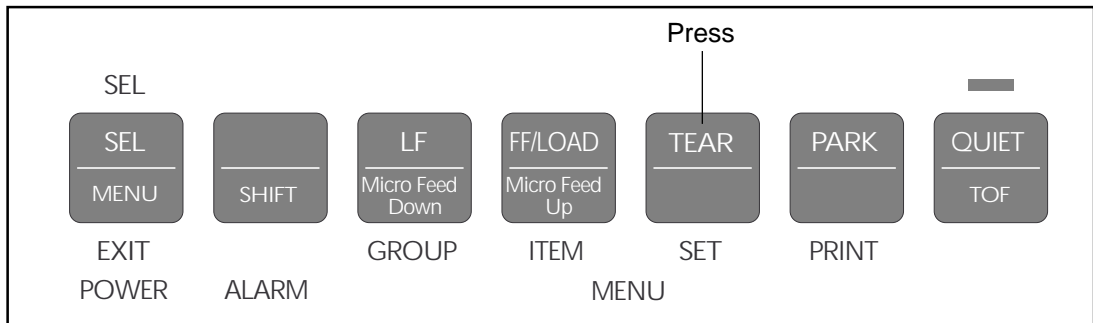 Press
SEL
SEL LF FF/LOAD TEAR PARK QUIET
MENU SHIFT Micro Feed Down Micro Feed Up TOF
EXIT GROUP ITEM SET PRINT
POWER ALARM MENU